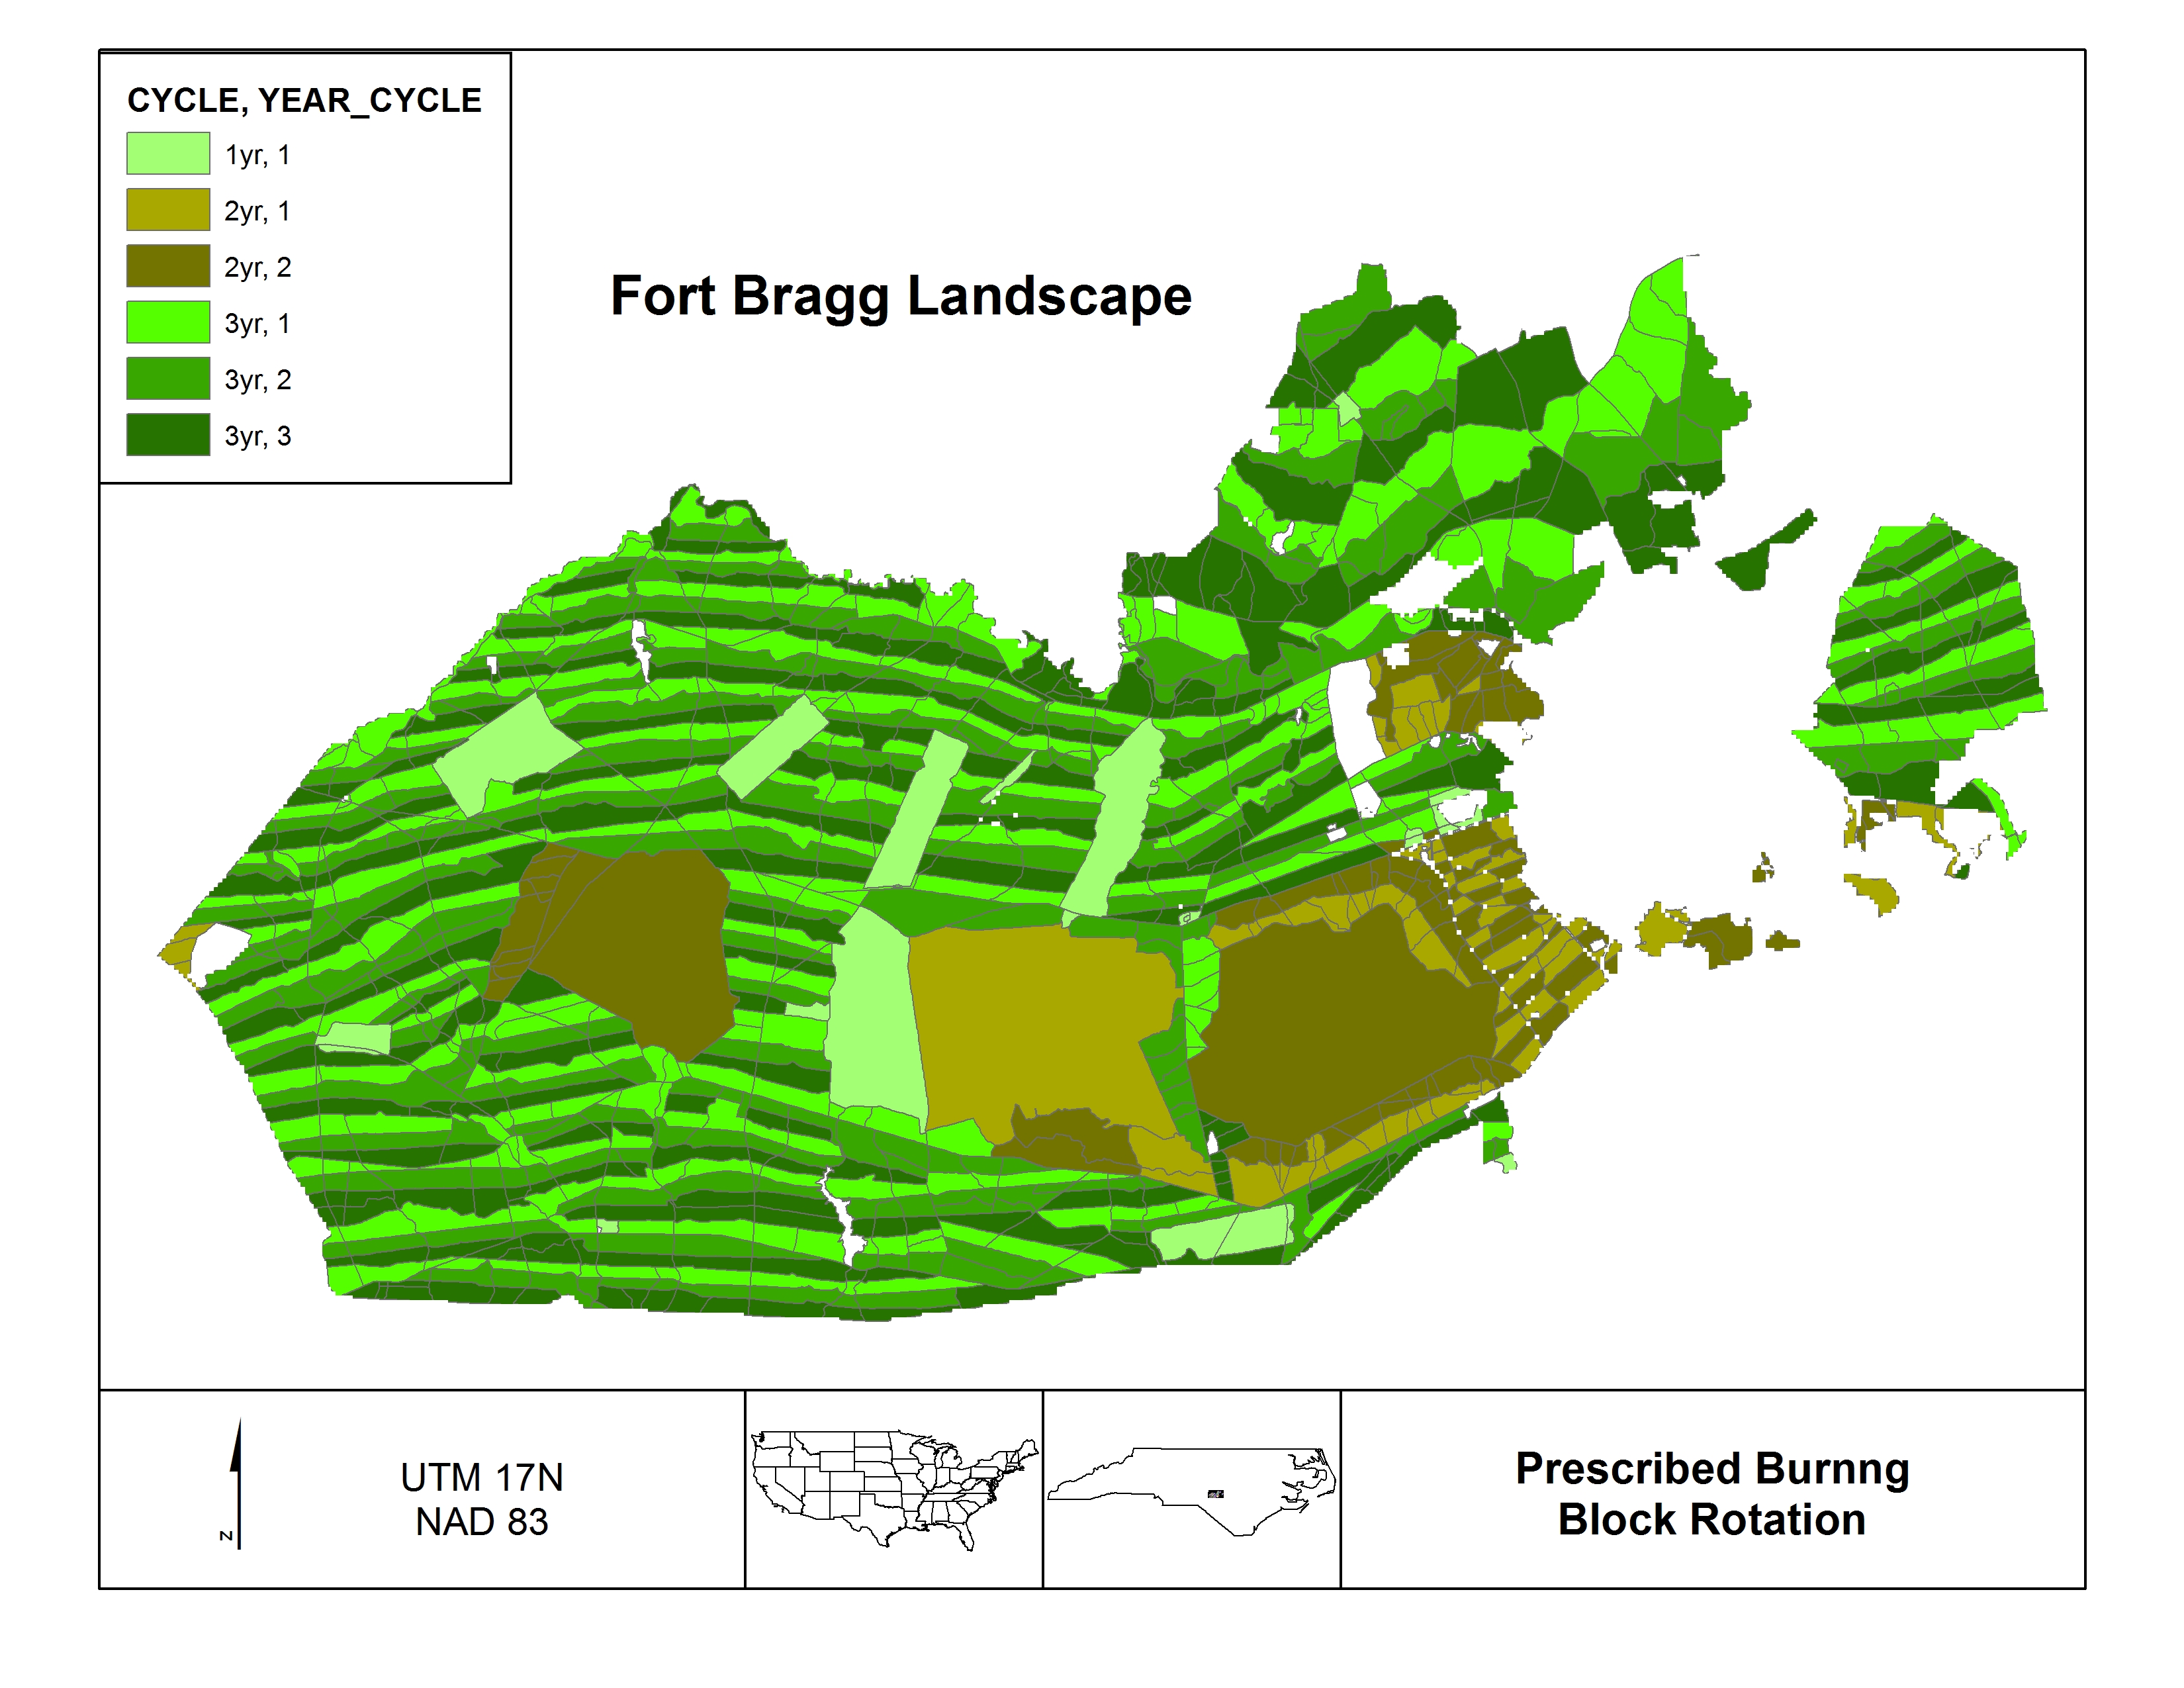 CYCLE, YEAR_CYCLE
1yr, 1
2yr, 1
2yr, 2
3yr, 1
3yr, 2
3yr, 3
Fort Bragg Landscape
N
UTM 17N
NAD 83
Prescribed Burnng
Block Rotation